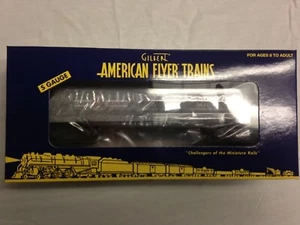 GILBERT
AMERICAN FLYER TRAINS
FOR AGES 8 TO ADULT
S GAUGE
"Challengers of the Miniature Rails"